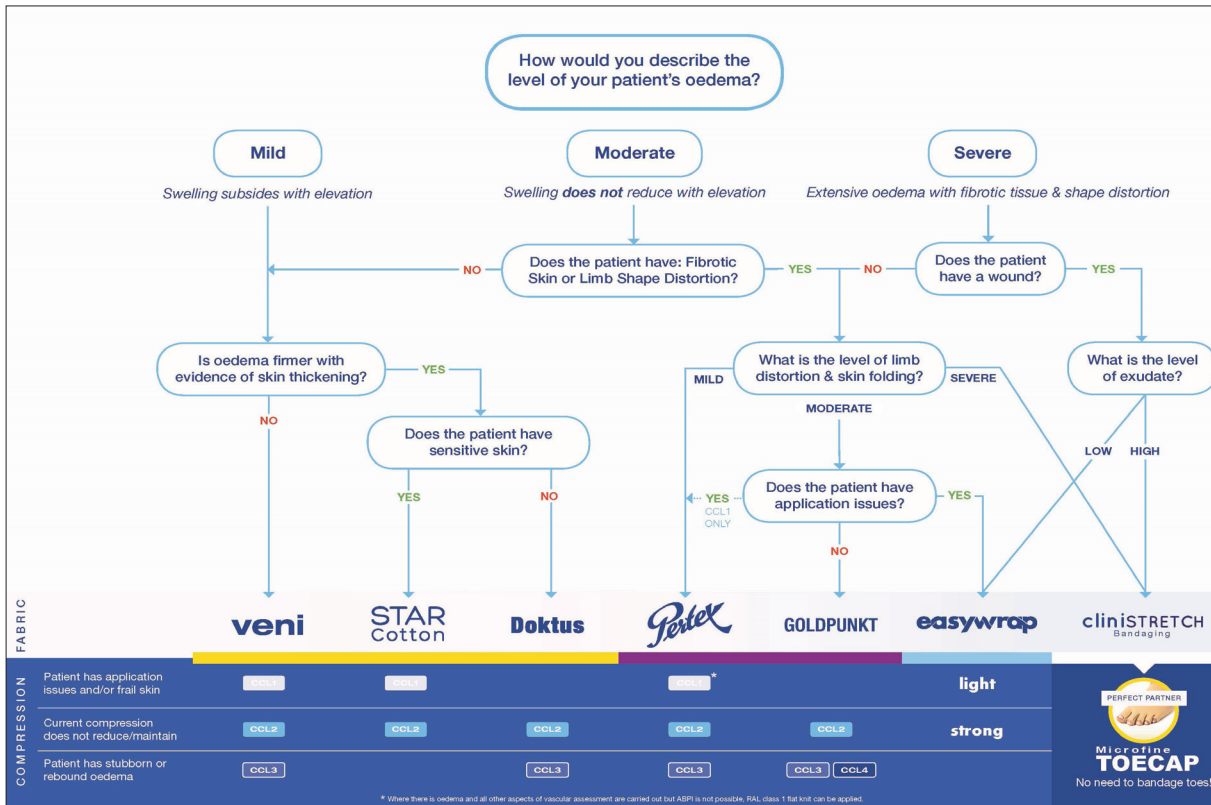 How would you describe the
level of your patient's oedema?
Mild
Moderate
Severe
Swelling subsides with elevation
Swelling does not reduce with elevation
Extensive oedema with fibrotic tissue & shape distortion
NO
Does the patient have: Fibrotic
Skin or Limb Shape Distortion?
YES
NO
Does the patient
have a wound?
YES
Is oedema firmer with
evidence of skin thickening?
YES
NO
MILD
What is the level of limb
distortion & skin folding?
SEVERE
MODERATE
What is the level
of exudate?
Does the patient have
sensitive skin?
LOW
HIGH
YES
NO
YES
CCL1
ONLY
Does the patient have
application issues?
YES
NO
FABRIC
veni
STAR
Cotton
Doktus
Pertex
GOLDPUNKT
easywrap
cliniSTRETCH
Bandaging
COMPRESSION
Patient has application
issues and/or frail skin
CCL1
CCL1
CCL1*
light
Current compression
does not reduce/maintain
CCL2
CCL2
CCL2
CCL2
CCL2
strong
Patient has stubborn or
rebound oedema
CCL3
CCL3
CCL3
CCL3
CCL4
PERFECT PARTNER
Microfine
TOECAP
No need to bandage toes!
* Where there is oedema and all other aspects of vascular assessment are carried out but ABPI is not possible, RAL class 1 flat knit can be applied.